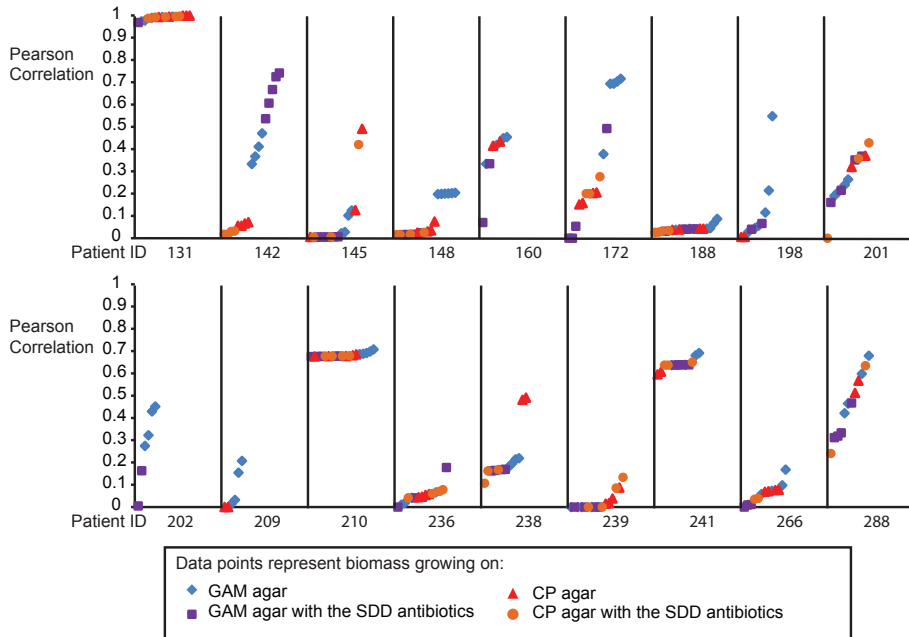 1
0.9
0.8
Pearson
0.7
Correlation
0.6
0.5
0.4
0.3
0.2
0.1
0
Patient ID 131 142 145 148 160 172 188 198 201
1
0.9
Pearson
0.8
Correlation
0.7
0.6
0.5
0.4
0.3
0.2
0.1
0
Patient ID 202 209 210 236 238 239 241 266 288
Data points represent biomass growing on:
GAM agar CP agar
GAM agar with the SDD antibiotics CP agar with the SDD antibiotics